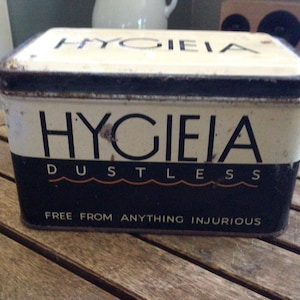 HYGIEIA
HYGIEIA
DUSTLESS
FREE FROM ANYTHING INJURIOUS